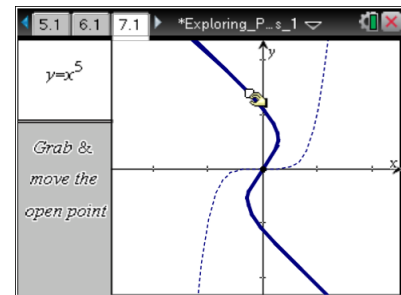 5.1 6.1 7.1 *Exploring_P...s_1
y=x⁵
Grab &
move the
open point
y
x